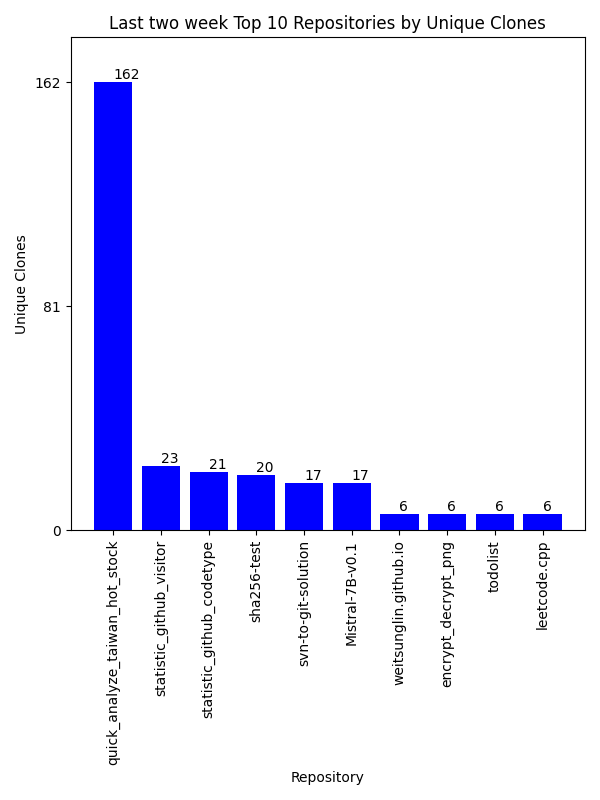 Last two week Top 10 Repositories by Unique Clones
Unique Clones
162
81
0
162
23
21
20
17
17
6
6
6
6
quick_analyze_taiwan_hot_stock
statistic_github_visitor
statistic_github_codetype
sha256-test
svn-to-git-solution
Mistral-7B-v0.1
weitsunglin.github.io
encrypt_decrypt_png
todolist
leetcode.cpp
Repository